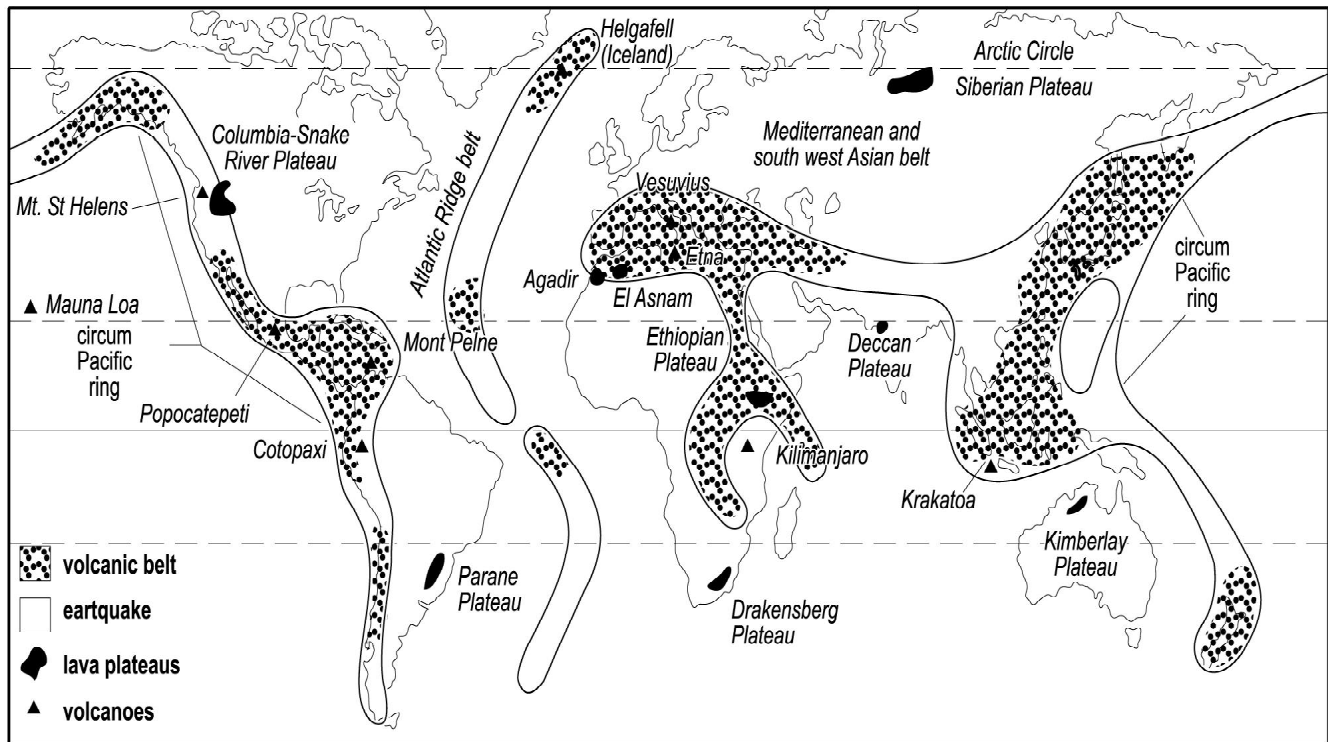 Helgafell
(Iceland)
Arctic Circle
Siberian Plateau
Columbia-Snake
River Plateau
Mediterranean and
south west Asian belt
Atlantic Ridge belt
Vesuvius
Mt. St Helens
Etna
circum
Pacific
ring
Agadir
El Asnam
Mauna Loa
circum
Pacific
ring
Mont Pelne
Ethiopian
Plateau
Deccan
Plateau
Popocatepeti
Cotopaxi
Kilimanjaro
Krakatoa
Kimberlay
Plateau
volcanic belt
eartquake
lava plateaus
volcanoes
Parane
Plateau
Drakensberg
Plateau